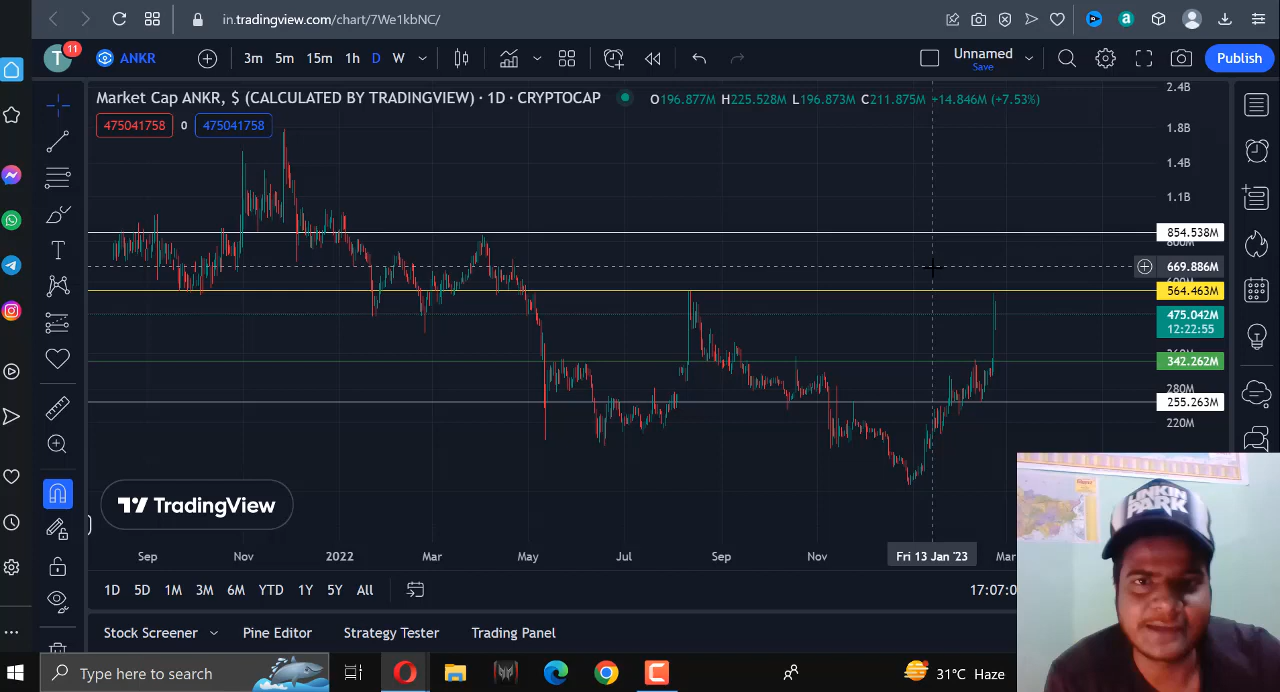 in.tradingview.com/chart/7We1kbNC/
T 11 ANKR 3m 5m 15m 1h D W Unnamed Save Publish
Market Cap ANKR, $ (CALCULATED BY TRADINGVIEW) · 1D · CRYPTOCAP O196.877M H225.528M L196.873M C211.875M +14.846M (+7.53%)
475041758 0 475041758
2.4B
1.8B
1.4B
1.1B
854.538M
800M
669.886M
564.463M
475.042M
12:22:55
342.262M
280M
255.263M
220M
TradingView
Sep Nov 2022 Mar May Jul Sep Nov Fri 13 Jan '23 Mar
1D 5D 1M 3M 6M YTD 1Y 5Y All 17:07:0
Stock Screener Pine Editor Strategy Tester Trading Panel
Type here to search 31°C Haze
LINKIN
PARK